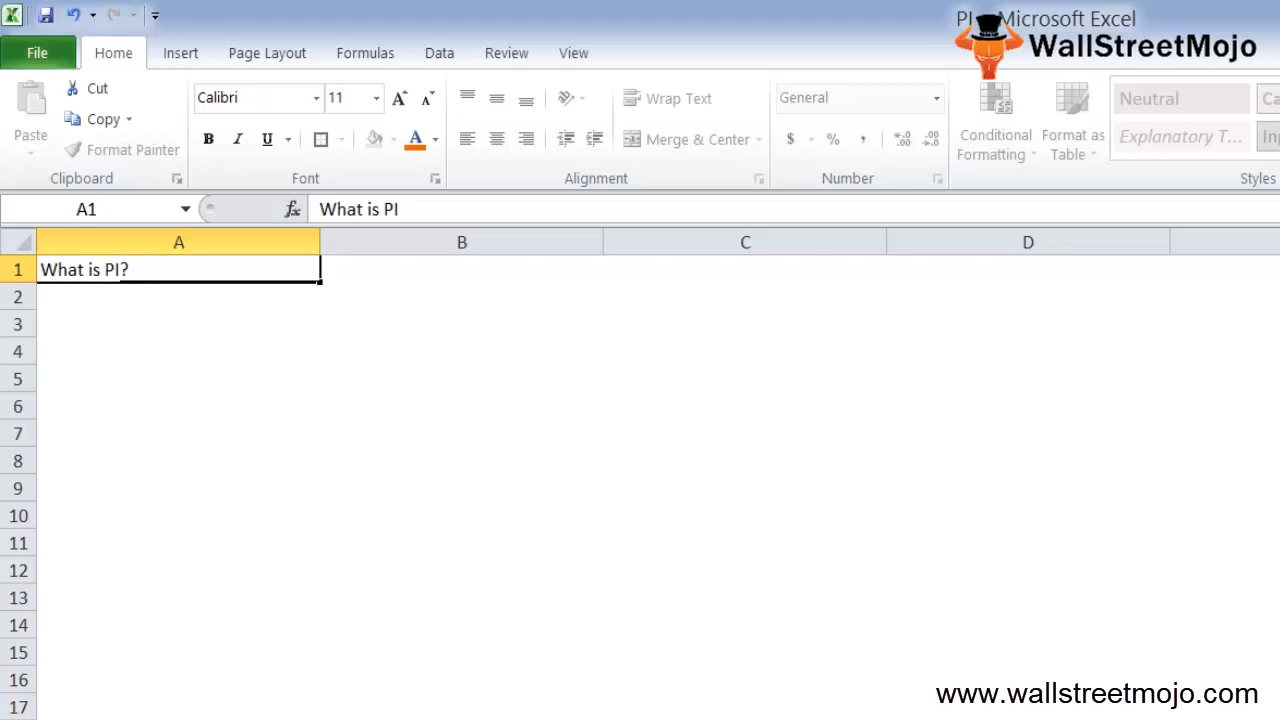 PI - Microsoft Excel
WallStreetMojo
File Home Insert Page Layout Formulas Data Review View
Paste
Cut
Copy
Format Painter
Clipboard
Calibri 11
B I U A
Font
Wrap Text
Merge & Center
Alignment
General
$ % ,
Number
Conditional Formatting
Format as Table
Neutral
Explanatory T...
Styles
A1 fx What is PI
A B C D
1 What is PI?
2
3
4
5
6
7
8
9
10
11
12
13
14
15
16
17
www.wallstreetmojo.com